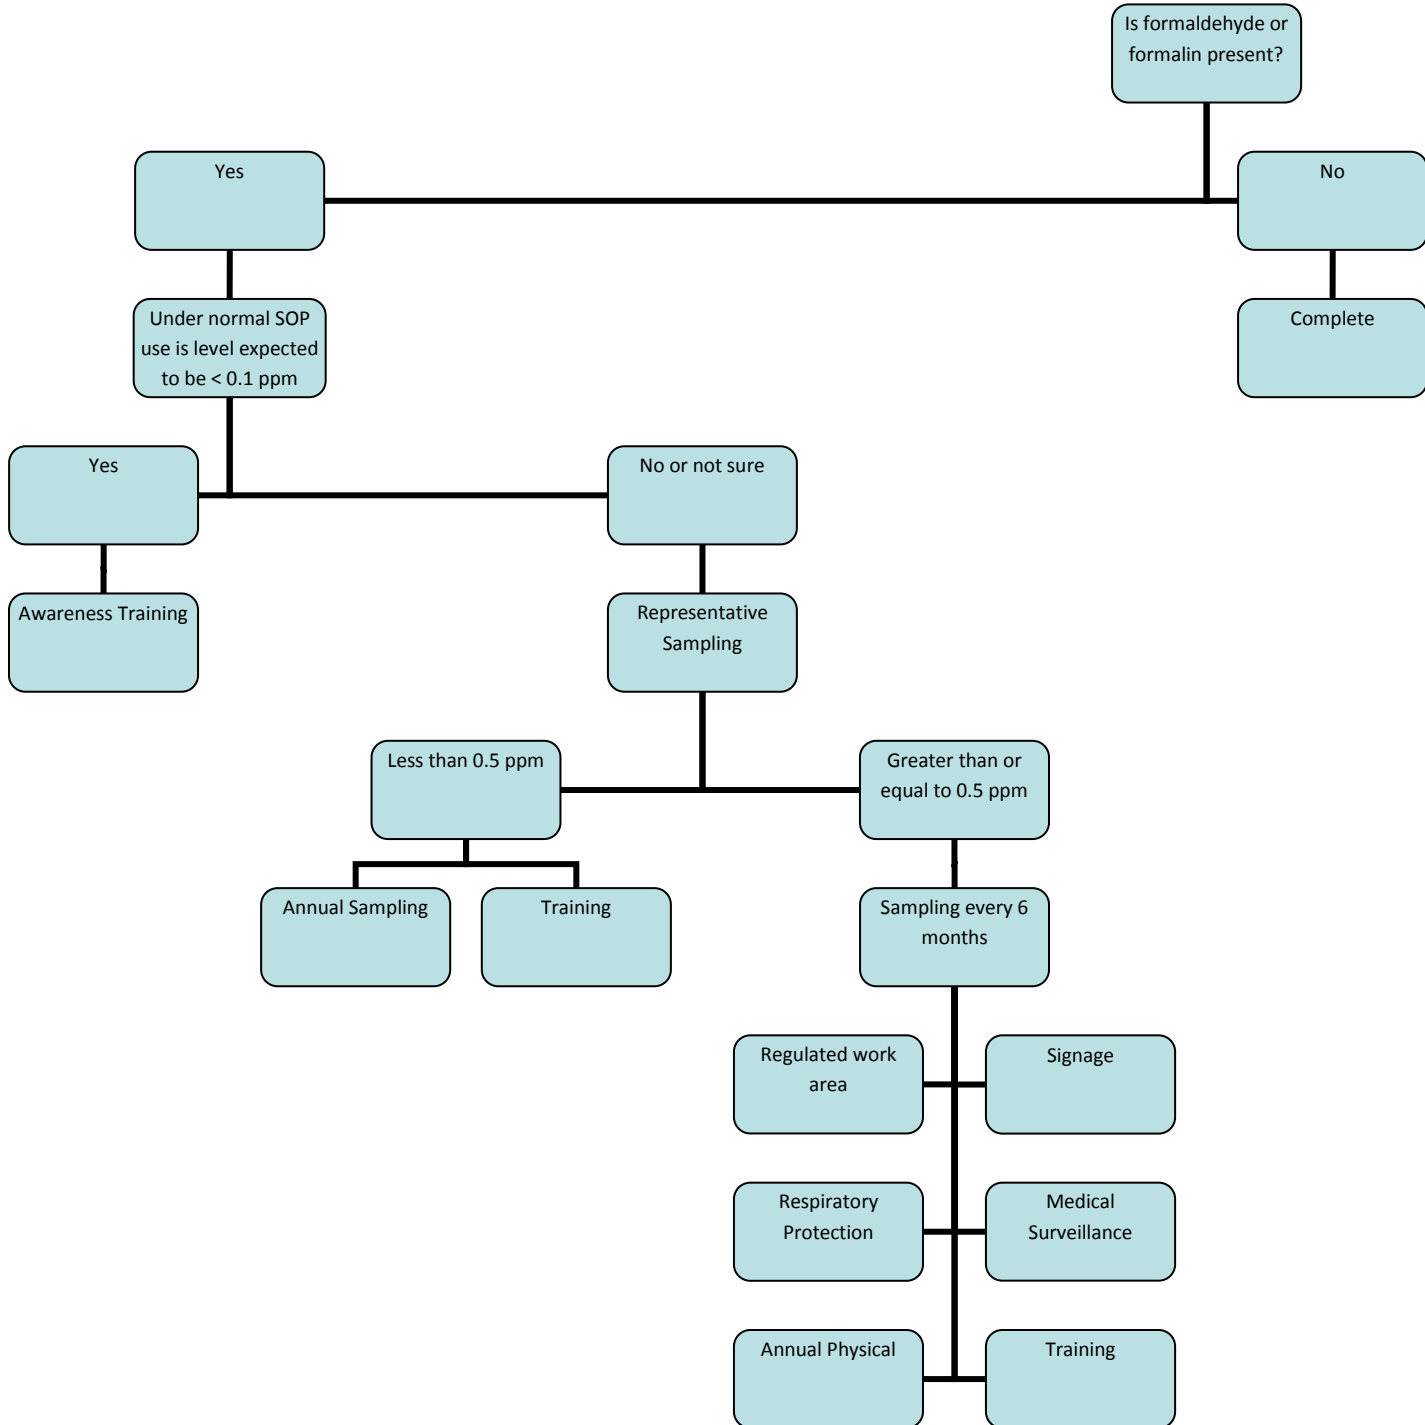 Is formaldehyde or
formalin present?
Yes
No
Under normal SOP
use is level expected
to be < 0.1 ppm
Complete
Yes
No or not sure
Awareness Training
Representative
Sampling
Less than 0.5 ppm
Greater than or
equal to 0.5 ppm
Annual Sampling
Training
Sampling every 6
months
Regulated work
area
Signage
Respiratory
Protection
Medical
Surveillance
Annual Physical
Training